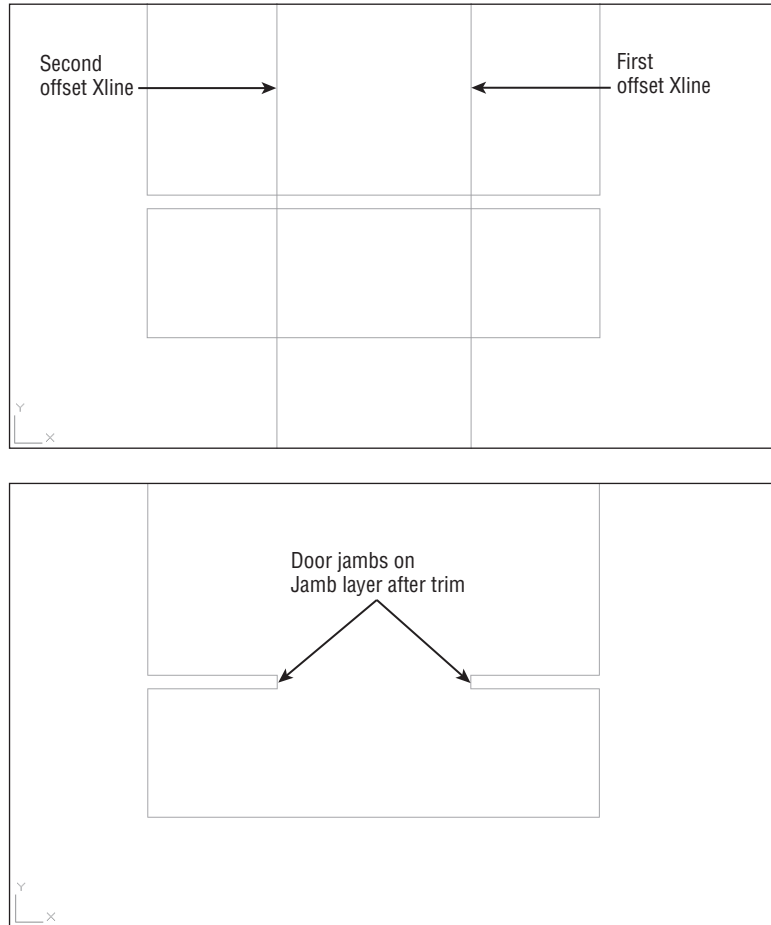 Second
offset Xline
First
offset Xline
Y
X
Door jambs on
Jamb layer after trim
Y
X